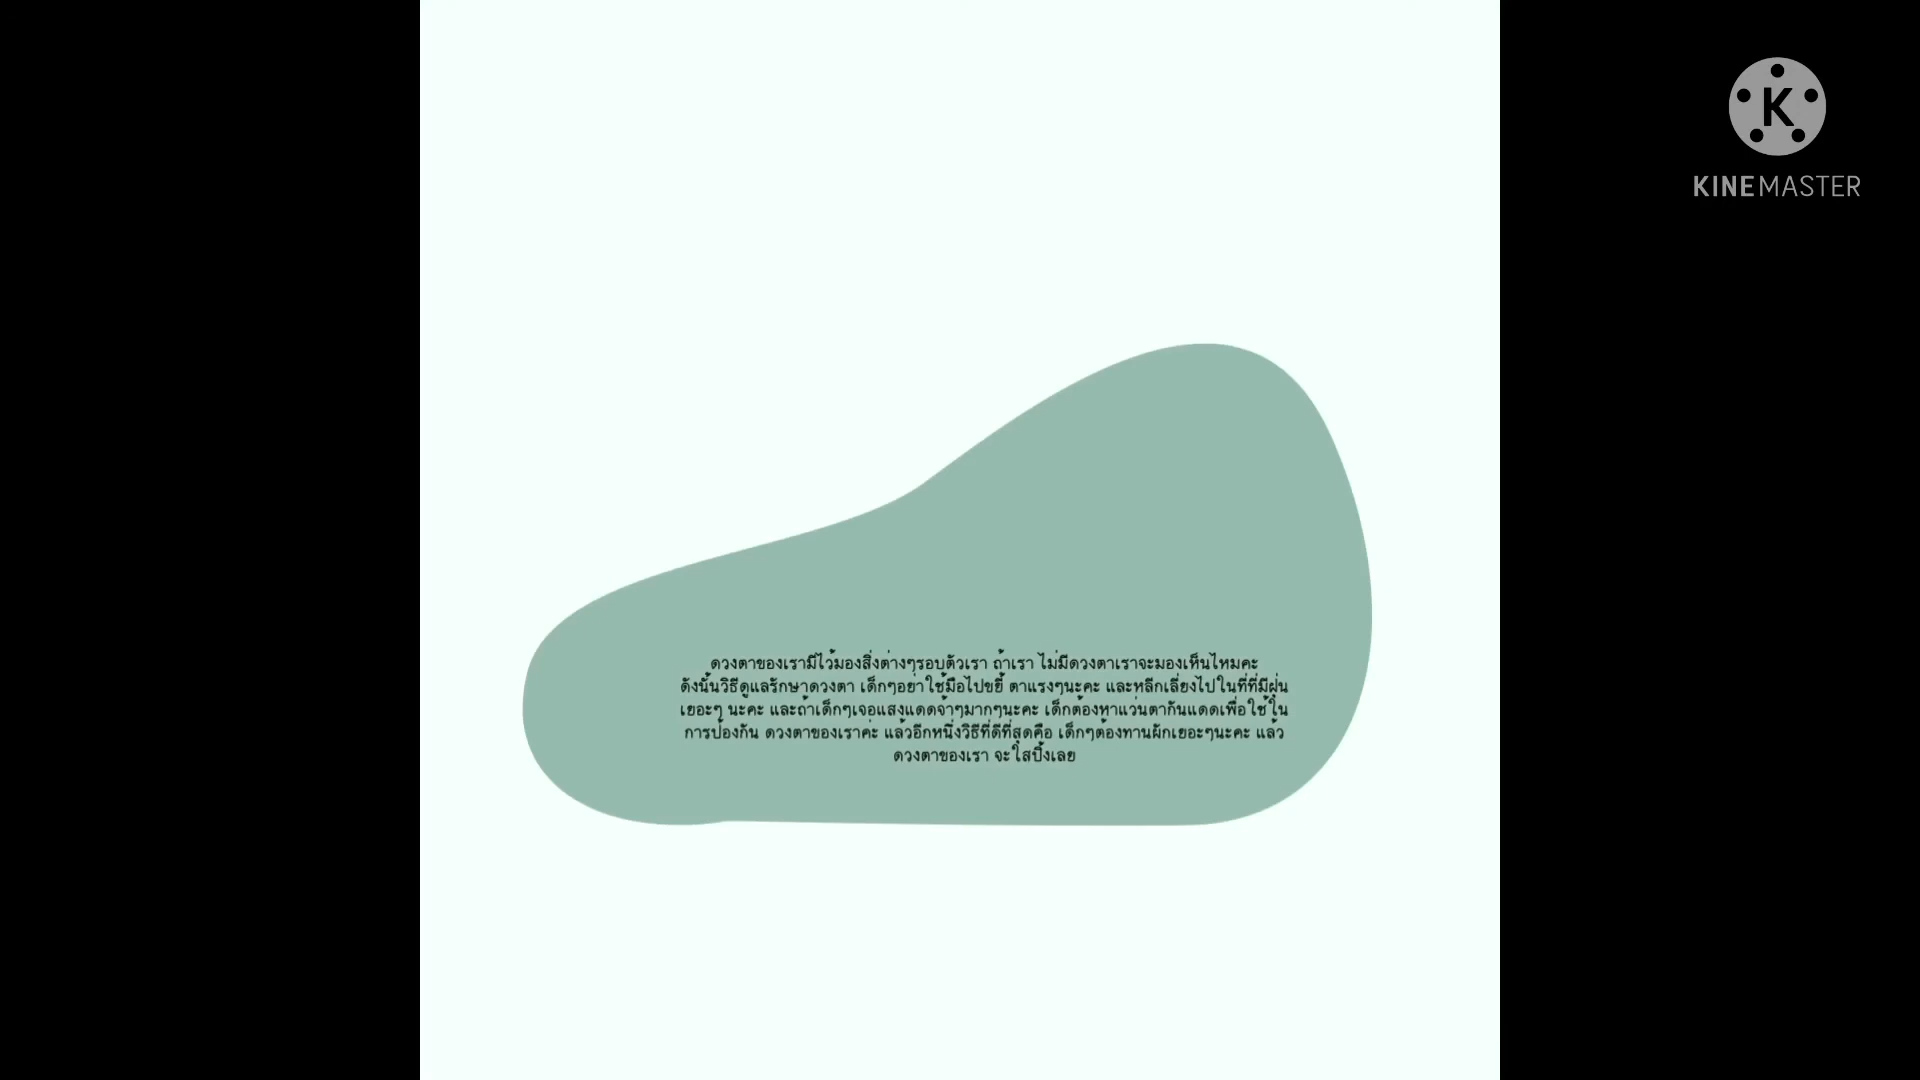 KINEMASTER
ดวงตาของเรามีไว้มองสิ่งต่างๆรอบตัวเรา ถ้าเรา ไม่มีดวงตาเราจะมองเห็นไหมคะ
ดังนั้นวิธีดูแลรักษาดวงตา เด็กๆอย่าใช้มือไปขยี้ ตาแรงๆนะคะ และหลีกเลี่ยงไปในที่ที่มีฝุ่น
เยอะๆ นะคะ และถ้าเด็กๆเจอแสงแดดจ้าๆมากๆนะคะ เด็กต้องหาแว่นตากันแดดเพื่อใช้ใน
การป้องกัน ดวงตาของเราค่ะ แล้วอีกหนึ่งวิธีที่ดีที่สุดคือ เด็กๆต้องทานผักเยอะๆนะคะ แล้ว
ดวงตาของเรา จะใสปิ๊งเลย